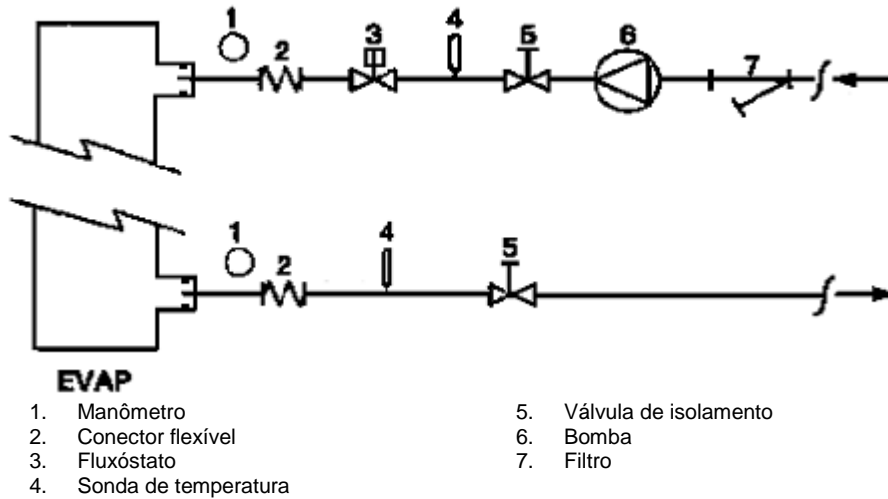 1
2
3
4
5
6
7
1
2
4
5
EVAP
1. Manômetro
2. Conector flexível
3. Fluxóstato
4. Sonda de temperatura
5. Válvula de isolamento
6. Bomba
7. Filtro